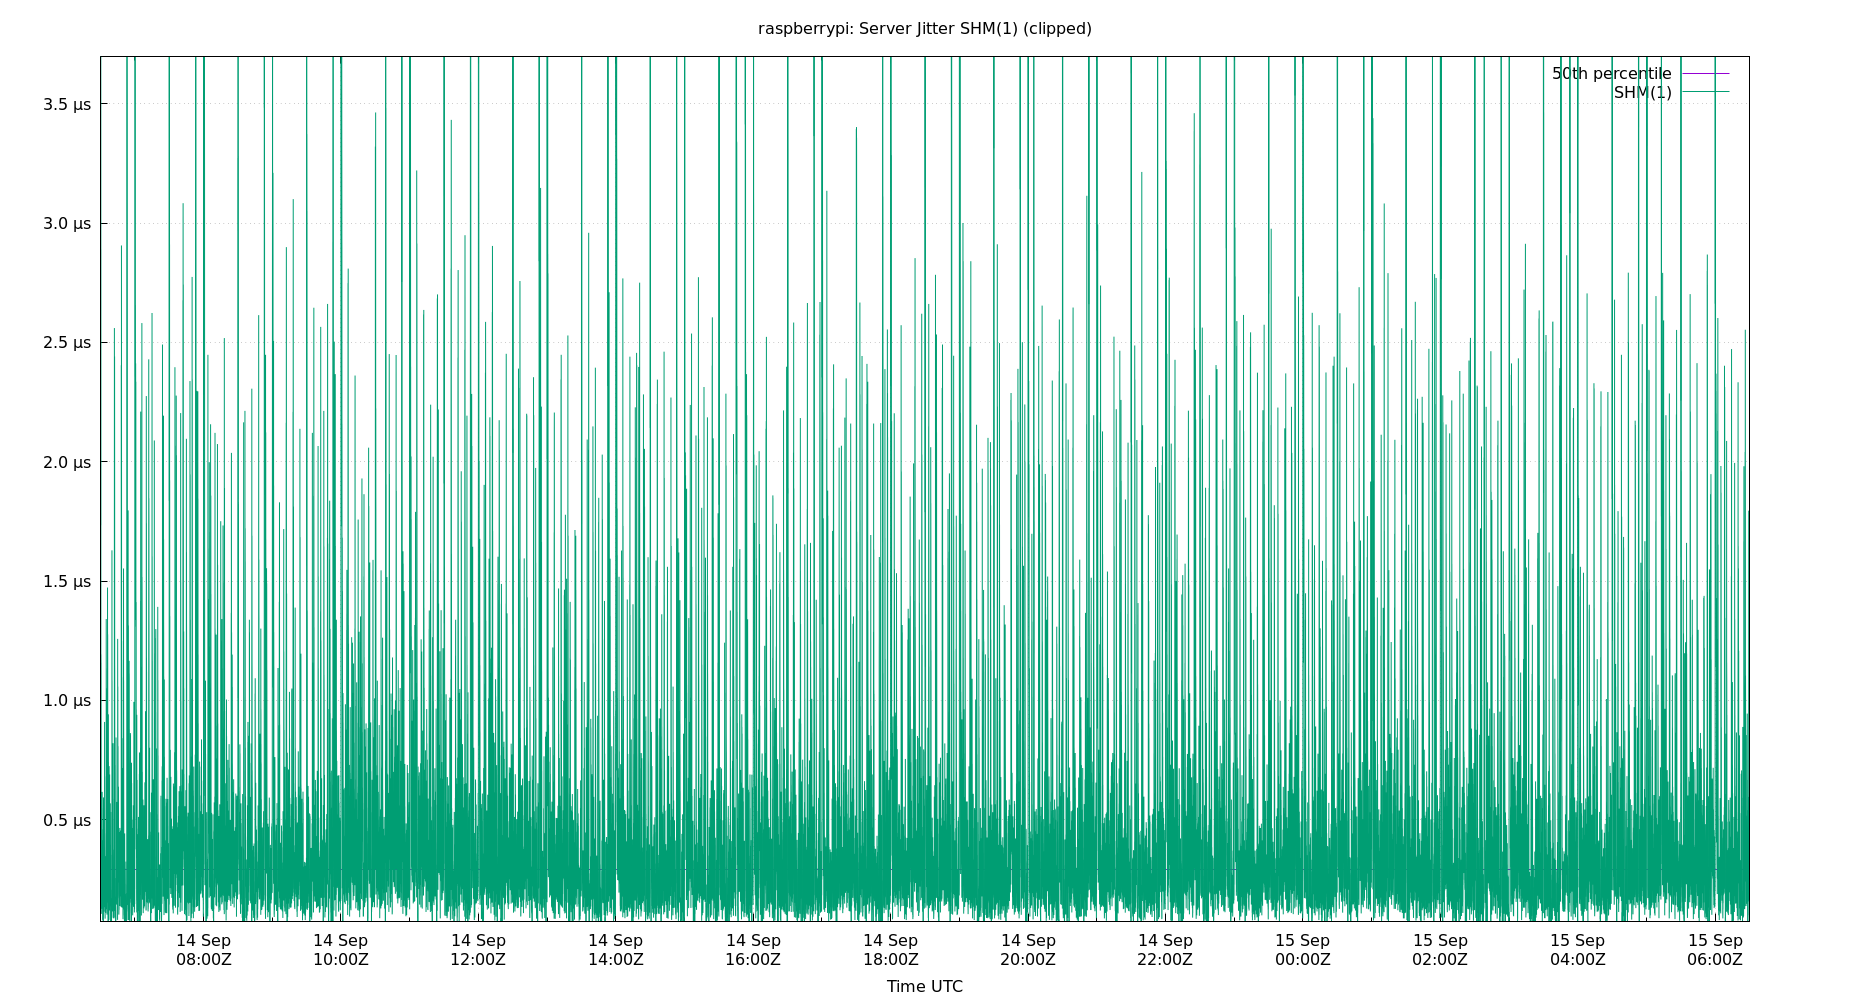 raspberrypi: Server Jitter SHM(1) (clipped)
50th percentile
SHM(1)
3.5 μs
3.0 μs
2.5 μs
2.0 μs
1.5 μs
1.0 μs
0.5 μs
14 Sep 14 Sep 14 Sep 14 Sep 14 Sep 14 Sep 14 Sep 14 Sep 15 Sep 15 Sep 15 Sep 15 Sep
08:00Z 10:00Z 12:00Z 14:00Z 16:00Z 18:00Z 20:00Z 22:00Z 00:00Z 02:00Z 04:00Z 06:00Z
Time UTC